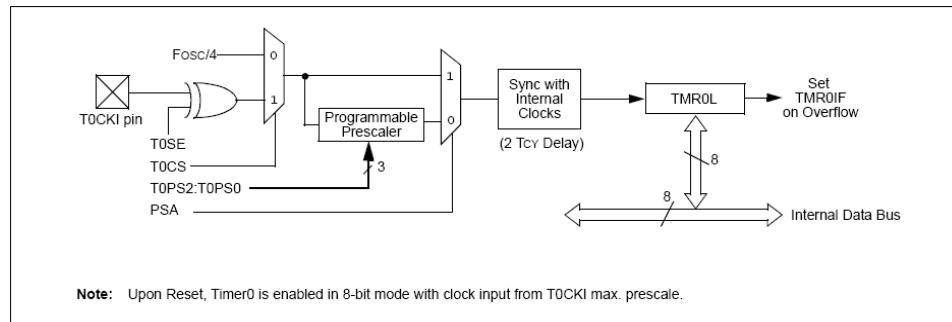 FOSC/4
0
1
T0CKI pin
T0SE
T0CS
T0PS2:T0PS0
PSA
Programmable
Prescaler
3
1
0
Sync with
Internal
Clocks
(2 TCY Delay)
TMR0L
Set
TMR0IF
on Overflow
8
8
Internal Data Bus
Note: Upon Reset, Timer0 is enabled in 8-bit mode with clock input from T0CKI max. prescale.